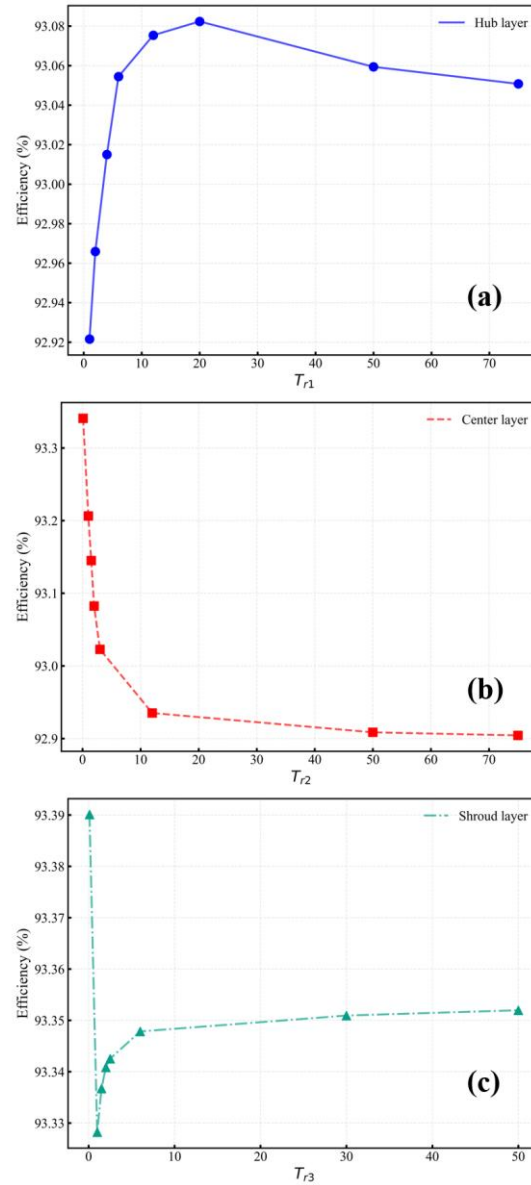 93.08
93.06
93.04
93.02
93.00
92.98
92.96
92.94
92.92
Efficiency (%)
Hub layer
(a)
0 10 20 30 40 50 60 70
Tr1
93.3
93.2
93.1
93.0
92.9
Efficiency (%)
Center layer
(b)
0 10 20 30 40 50 60 70
Tr2
93.39
93.38
93.37
93.36
93.35
93.34
93.33
Efficiency (%)
Shroud layer
(c)
0 10 20 30 40 50
Tr3